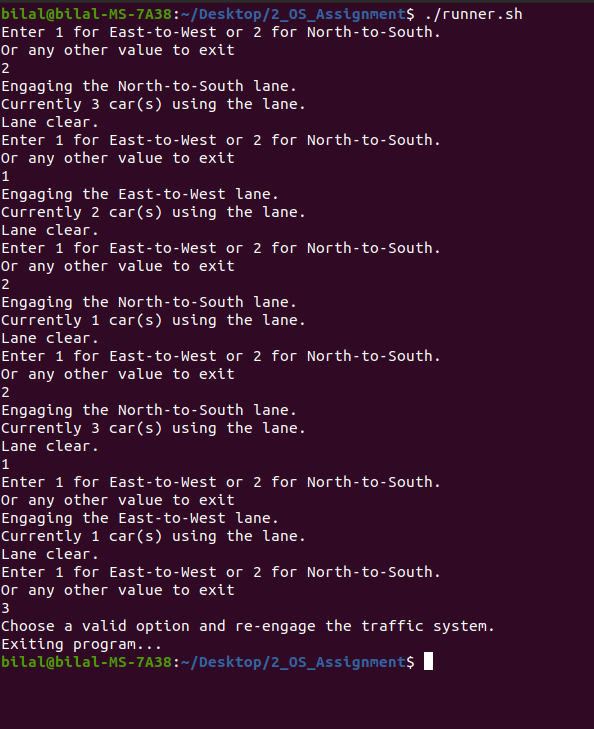 bilal@bilal-MS-7A38:~/Desktop/2_OS_Assignment$ ./runner.sh
Enter 1 for East-to-West or 2 for North-to-South.
Or any other value to exit
2
Engaging the North-to-South lane.
Currently 3 car(s) using the lane.
Lane clear.
Enter 1 for East-to-West or 2 for North-to-South.
Or any other value to exit
1
Engaging the East-to-West lane.
Currently 2 car(s) using the lane.
Lane clear.
Enter 1 for East-to-West or 2 for North-to-South.
Or any other value to exit
2
Engaging the North-to-South lane.
Currently 1 car(s) using the lane.
Lane clear.
Enter 1 for East-to-West or 2 for North-to-South.
Or any other value to exit
2
Engaging the North-to-South lane.
Currently 3 car(s) using the lane.
Lane clear.
1
Enter 1 for East-to-West or 2 for North-to-South.
Or any other value to exit
Engaging the East-to-West lane.
Currently 1 car(s) using the lane.
Lane clear.
Enter 1 for East-to-West or 2 for North-to-South.
Or any other value to exit
3
Choose a valid option and re-engage the traffic system.
Exiting program...
bilal@bilal-MS-7A38:~/Desktop/2_OS_Assignment$